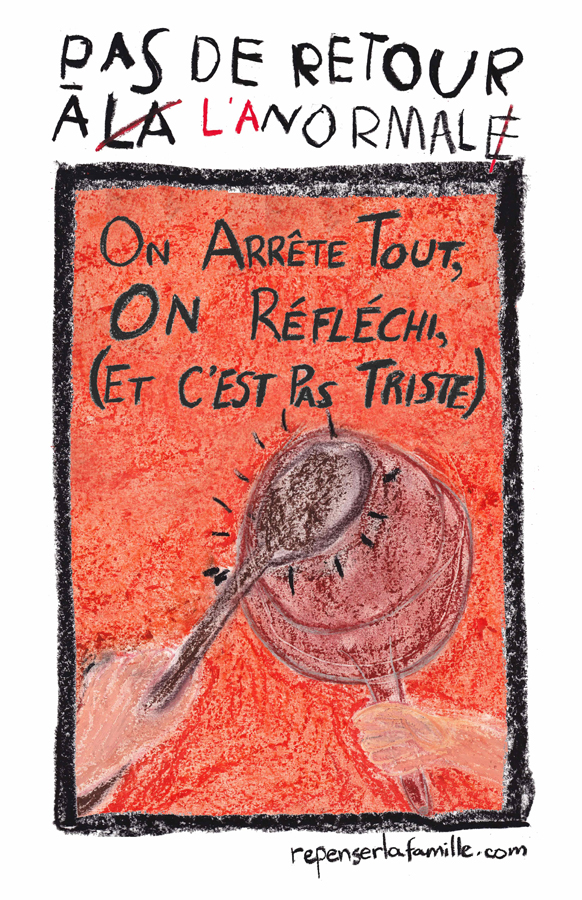 PAS DE RETOUR
À LA L'ANORMALE
ON ARRÊTE TOUT,
ON RÉFLÉCHI,
(ET C'EST PAS TRISTE)
repenserlafamille.com